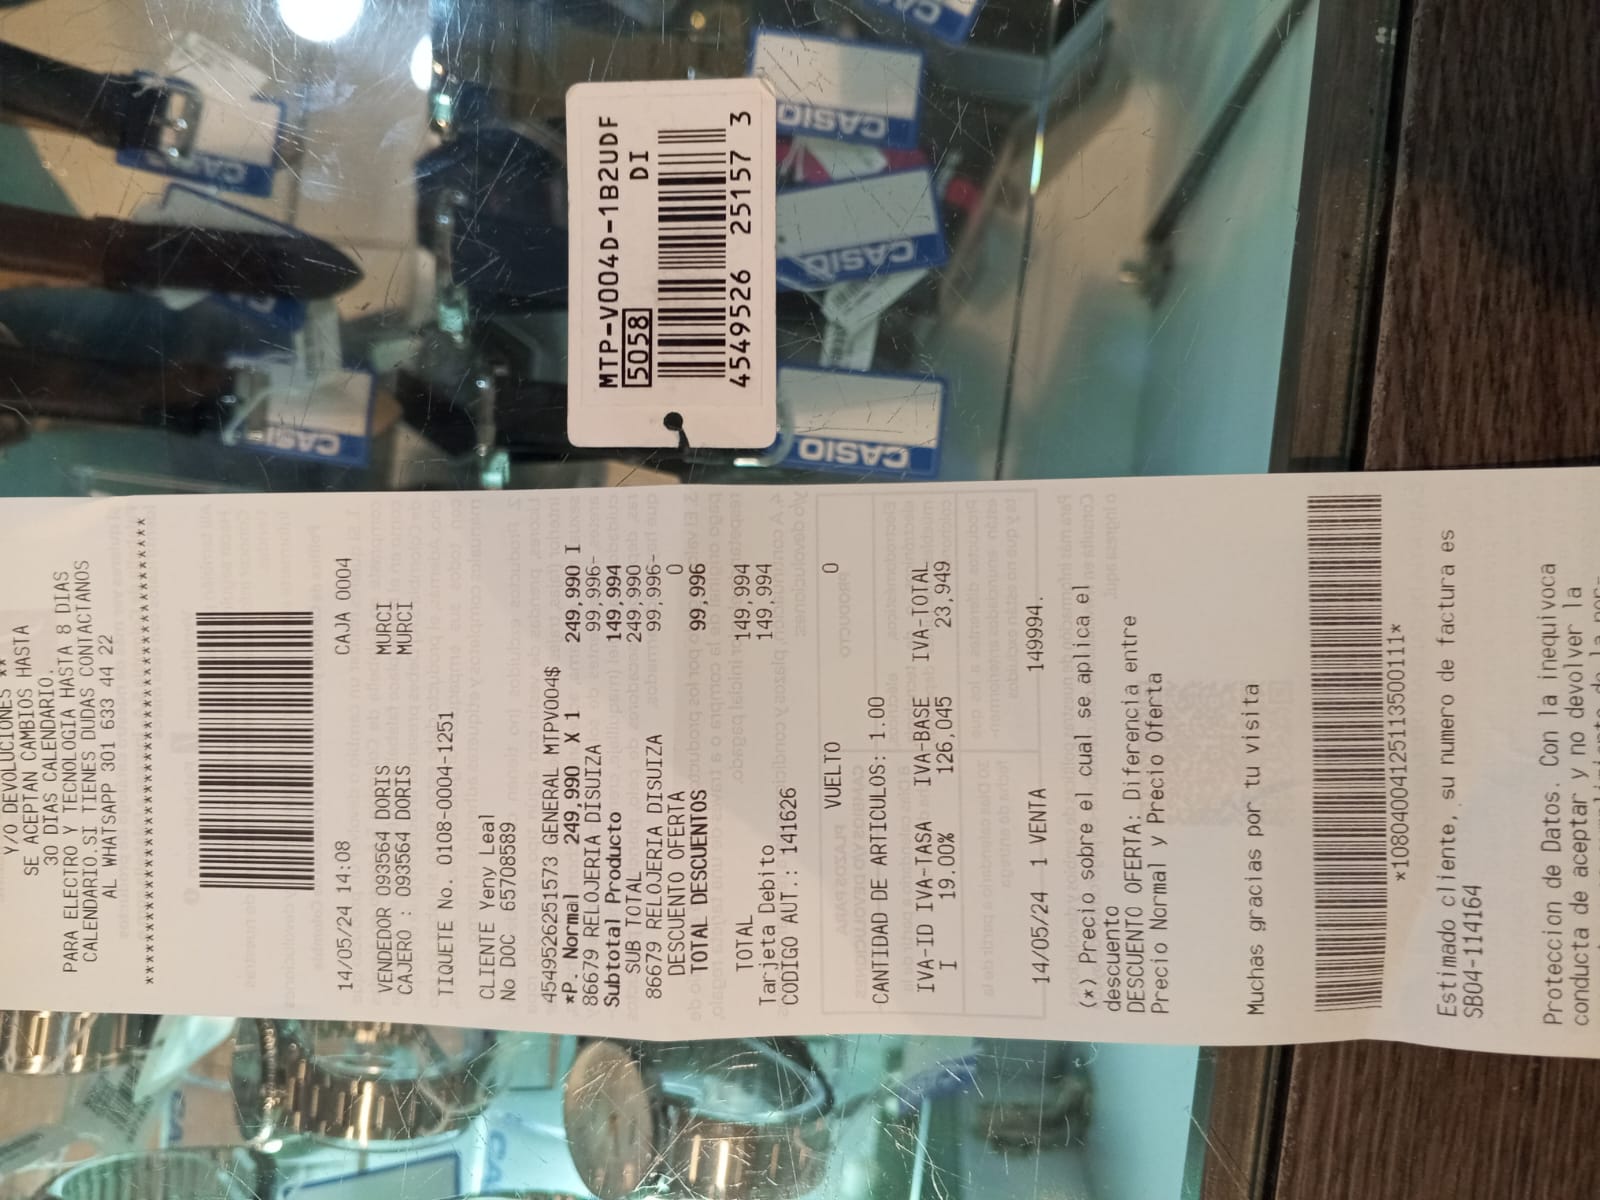 MTP-V004D-1B2UDF
5058 DI
4549526 25157 3
CASIO
CASIO
CASIO
CASIO
Y/O DEVOLUCIONES **
SE ACEPTAN CAMBIOS HASTA
30 DIAS CALENDARIO.
PARA ELECTRO Y TECNOLOGIA HASTA 8 DIAS
CALENDARIO.SI TIENES DUDAS CONTACTANOS
AL WHATSAPP 301 633 44 22
****************************************
14/05/24 14:08 CAJA 0004
VENDEDOR 093564 DORIS MURCI
CAJERO : 093564 DORIS MURCI
TIQUETE No. 0108-0004-1251
CLIENTE Yeny Leal
No DOC 65708589
4549526251573 GENERAL MTPV004$
*P. Normal 249,990 X 1 249,990 I
86679 RELOJERIA DISUIZA 99,996-
Subtotal Producto 149,994
SUB TOTAL 249,990
86679 RELOJERIA DISUIZA 99,996-
DESCUENTO OFERTA 0
TOTAL DESCUENTOS 99,996
TOTAL 149,994
Tarjeta Debito 149,994
CODIGO AUT.: 141626
VUELTO 0
CANTIDAD DE ARTICULOS: 1.00
IVA-ID IVA-TASA IVA-BASE IVA-TOTAL
I 19.00% 126,045 23,949
14/05/24 1 VENTA 149994.
(*) Precio sobre el cual se aplica el
descuento
DESCUENTO OFERTA: Diferencia entre
Precio Normal y Precio Oferta
Muchas gracias por tu visita
*10804000412511350011*
Estimado cliente, su numero de factura es
SB04-1114164
Proteccion de Datos. Con la inequivoca
conducta de aceptar y no devolver la